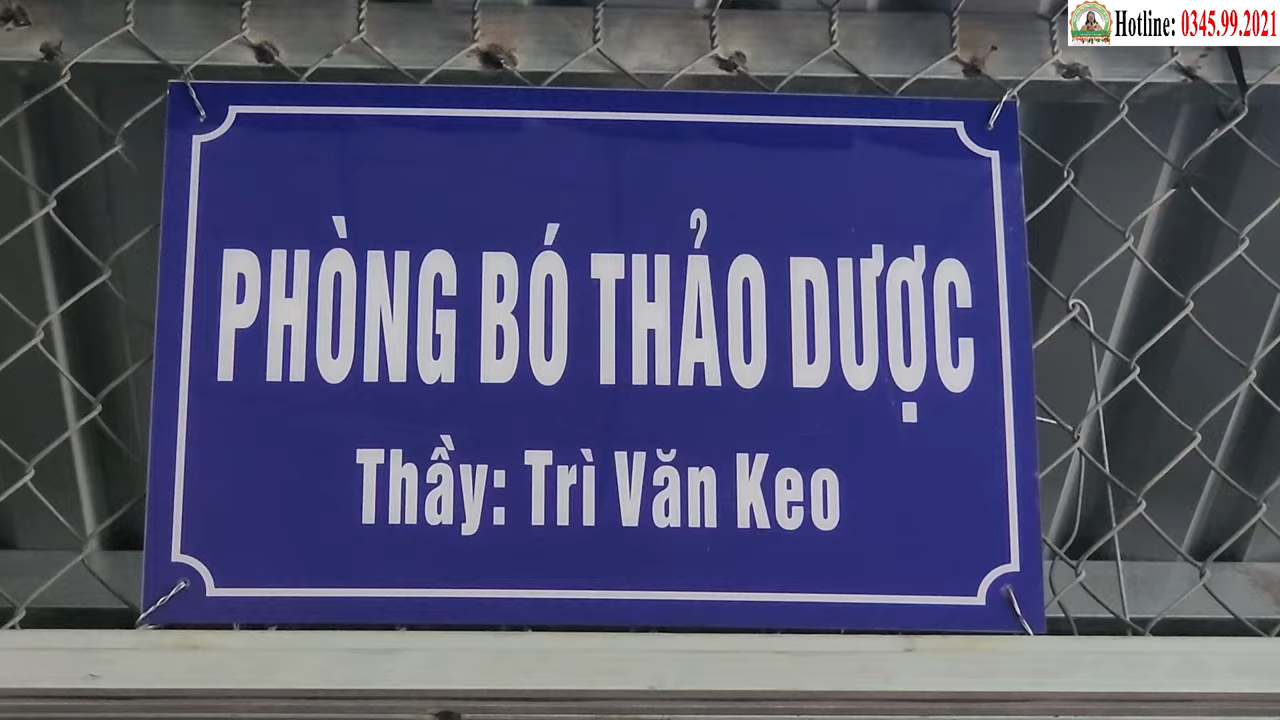 Hotline: 0345.99.2021
PHÒNG BÓ THẢO DƯỢC
Thầy: Trì Văn Keo